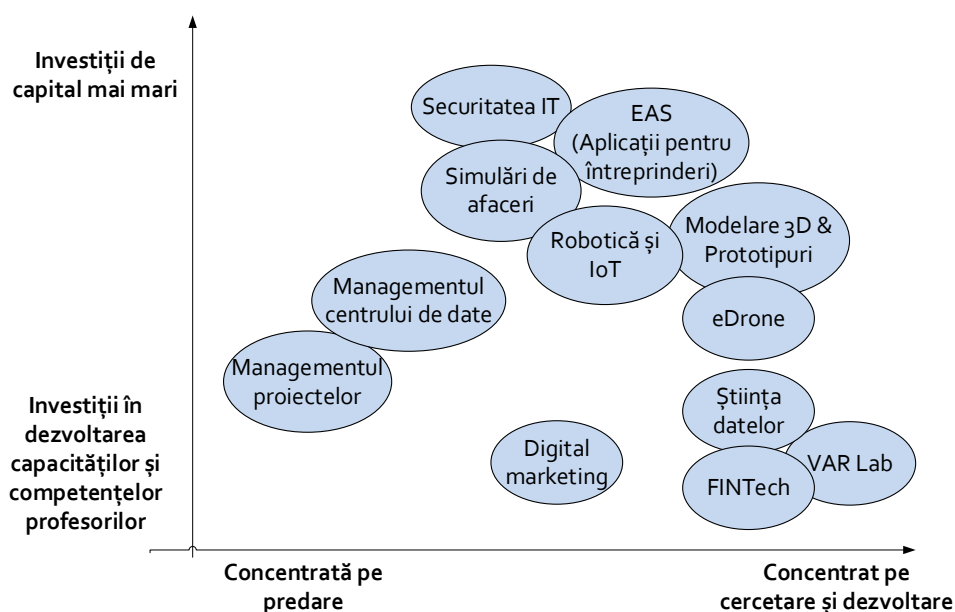 Investiții de
capital mai mari
Securitatea IT
EAS
(Aplicații pentru
întreprinderi)
Simulări de
afaceri
Modelare 3D &
Prototipuri
Robotică și
IoT
Managementul
centrului de date
eDrone
Managementul
proiectelor
Știința
datelor
Investiții în
dezvoltarea
capacităților și
competențelor
profesorilor
Digital
marketing
VAR Lab
FINTech
Concentrată pe
predare
Concentrat pe
cercetare și dezvoltare